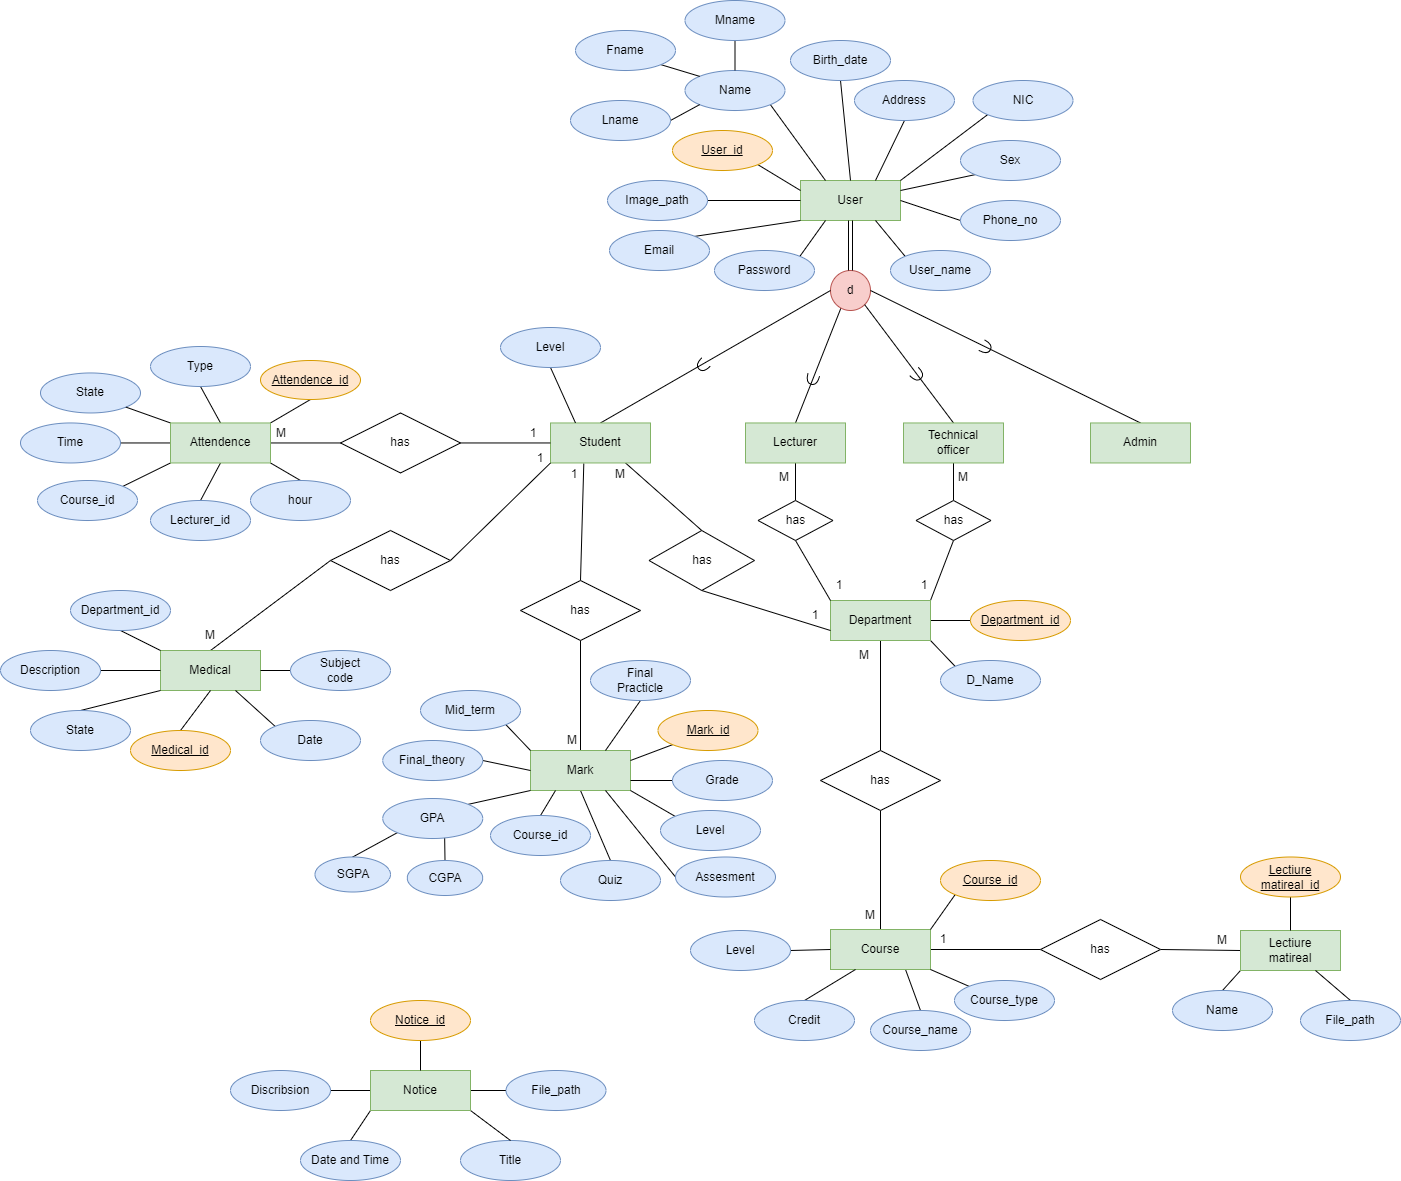 Mname
Fname
Birth_date
Name
Address
NIC
Lname
User_id
Sex
Image_path
User
Phone_no
Email
Password
User_name
d
Level
Type
Attendence_id
State
M
1
Time
Attendence
has
Student
Lecturer
Technical
officer
Admin
1
1
M
M
M
Course_id
Lecturer_id
hour
has
has
has
has
1
1
Department_id
has
1
M
Department
Department_id
M
Description
Medical
Subject
code
Final
Practicle
D_Name
Mid_term
State
Medical_id
Date
M
Mark_id
Final_theory
Mark
Grade
has
GPA
Course_id
Level
SGPA
CGPA
Quiz
Assesment
Course_id
Lectiure
matireal_id
M
Level
Course
1
has
M
Lectiure
matireal
Course_type
Credit
Course_name
Name
File_path
Notice_id
Discribsion
Notice
File_path
Date and Time
Title
has